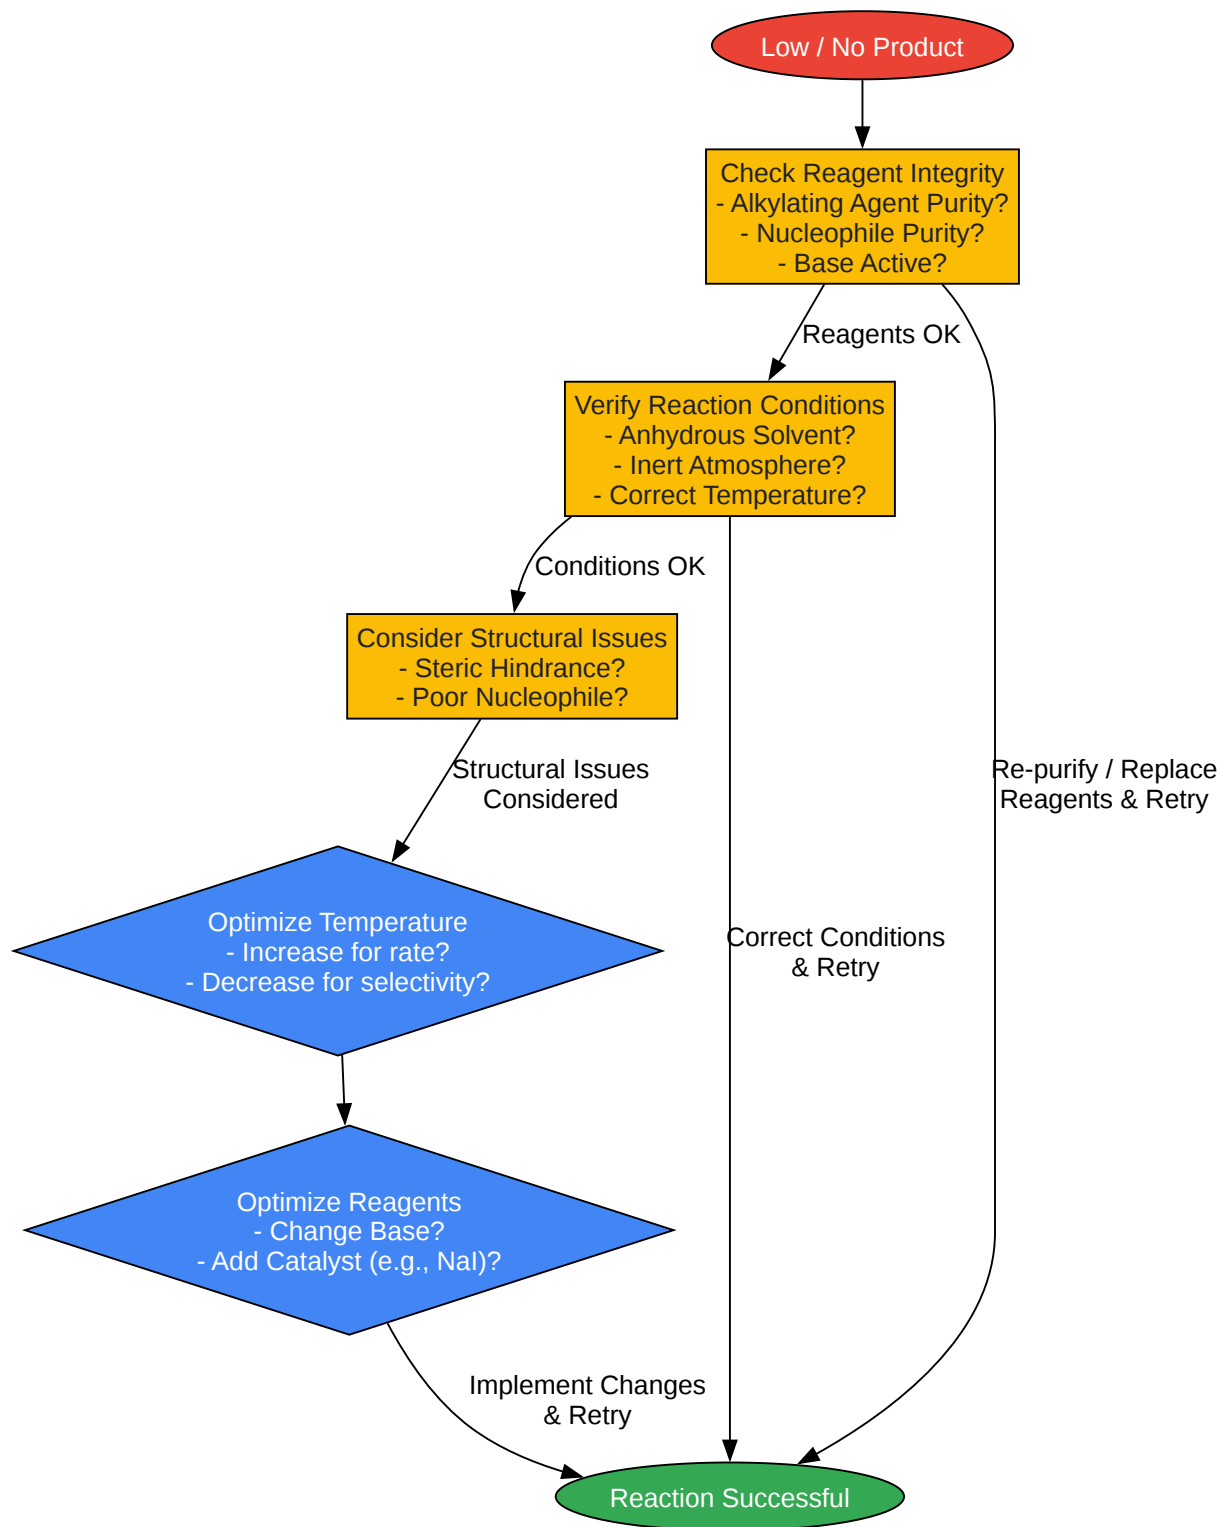 Low / No Product
Check Reagent Integrity
- Alkylating Agent Purity?
- Nucleophile Purity?
- Base Active?
Reagents OK
Verify Reaction Conditions
- Anhydrous Solvent?
- Inert Atmosphere?
- Correct Temperature?
Conditions OK
Consider Structural Issues
- Steric Hindrance?
- Poor Nucleophile?
Structural Issues
Considered
Re-purify / Replace
Reagents & Retry
Optimize Temperature
- Increase for rate?
- Decrease for selectivity?
Correct Conditions
& Retry
Optimize Reagents
- Change Base?
- Add Catalyst (e.g., NaI)?
Implement Changes
& Retry
Reaction Successful